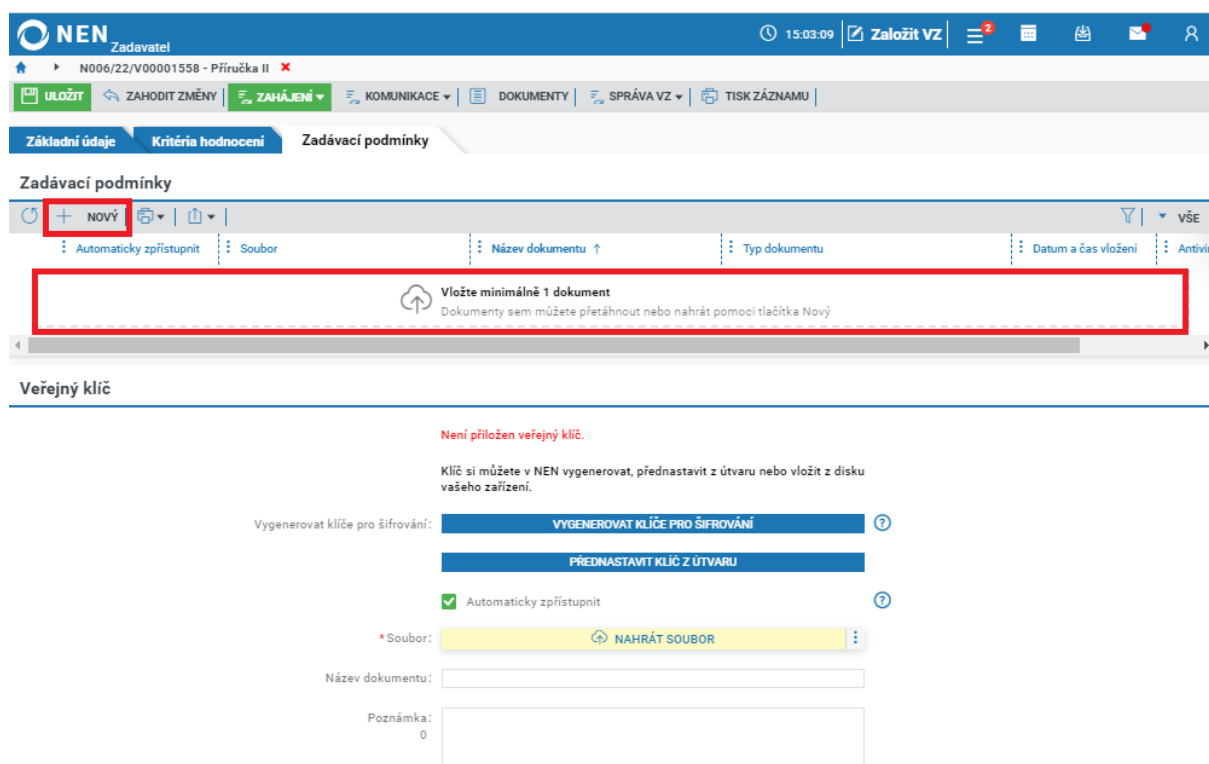 NEN Zadavatel 15:03:09 Založit VZ 2
N006/22/V00001558 - Příručka II
ULOŽIT ZAHODIT ZMĚNY ZAHÁJENÍ KOMUNIKACE DOKUMENTY SPRÁVA VZ TISK ZÁZNAMU
Základní údaje Kritéria hodnocení Zadávací podmínky
Zadávací podmínky
NOVÝ VŠE
Automaticky zpřístupnit Soubor Název dokumentu ↑ Typ dokumentu Datum a čas vložení
Vložte minimálně 1 dokument
Dokumenty sem můžete přetáhnout nebo nahrát pomocí tlačítka Nový
Veřejný klíč
Není přiložen veřejný klíč.
Klíč si můžete v NEN vygenerovat, přednastavit z útvaru nebo vložit z disku
vašeho zařízení.
Vygenerovat klíče pro šifrování: VYGENEROVAT KLÍČE PRO ŠIFROVÁNÍ ?
PŘEDNASTAVIT KLÍČ Z ÚTVARU
Automaticky zpřístupnit ?
* Soubor: NAHRÁT SOUBOR
Název dokumentu:
Poznámka:
0